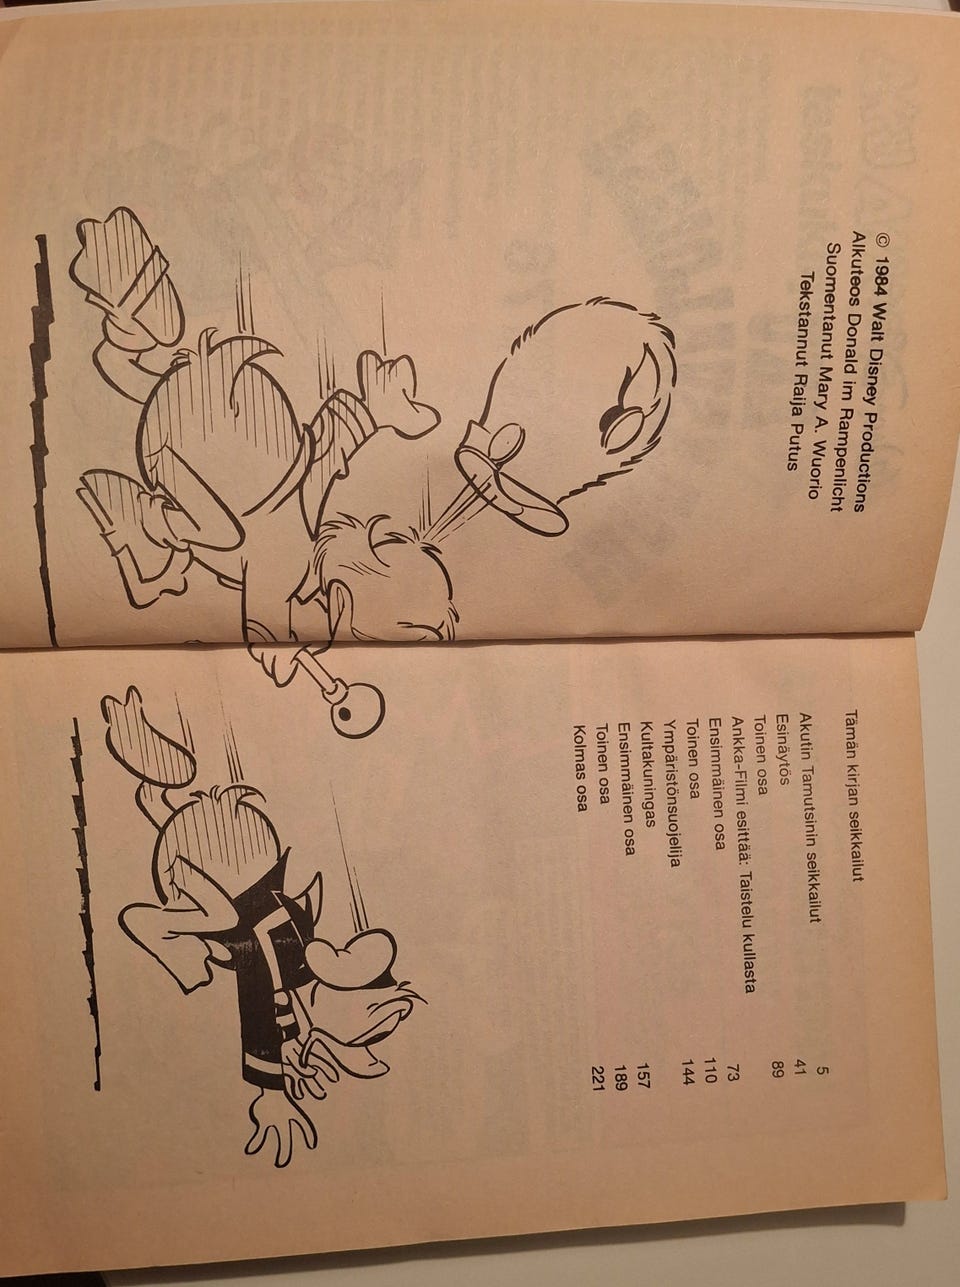 © 1984 Walt Disney Productions
Alkuteos Donald im Rampenlicht
Suomentanut Mary A. Wuorio
Tekstannut Raija Putus
Tämän kirjan seikkailut
Akutin Tamutsinin seikkailut 5
Esinäytös 41
Toinen osa 89
Ankka-Filmi esittää: Taistelu kullasta
Ensimmäinen osa 73
Toinen osa 110
Ympäristönsuojelija 144
Kultakuningas
Ensimmäinen osa 157
Toinen osa 189
Kolmas osa 221